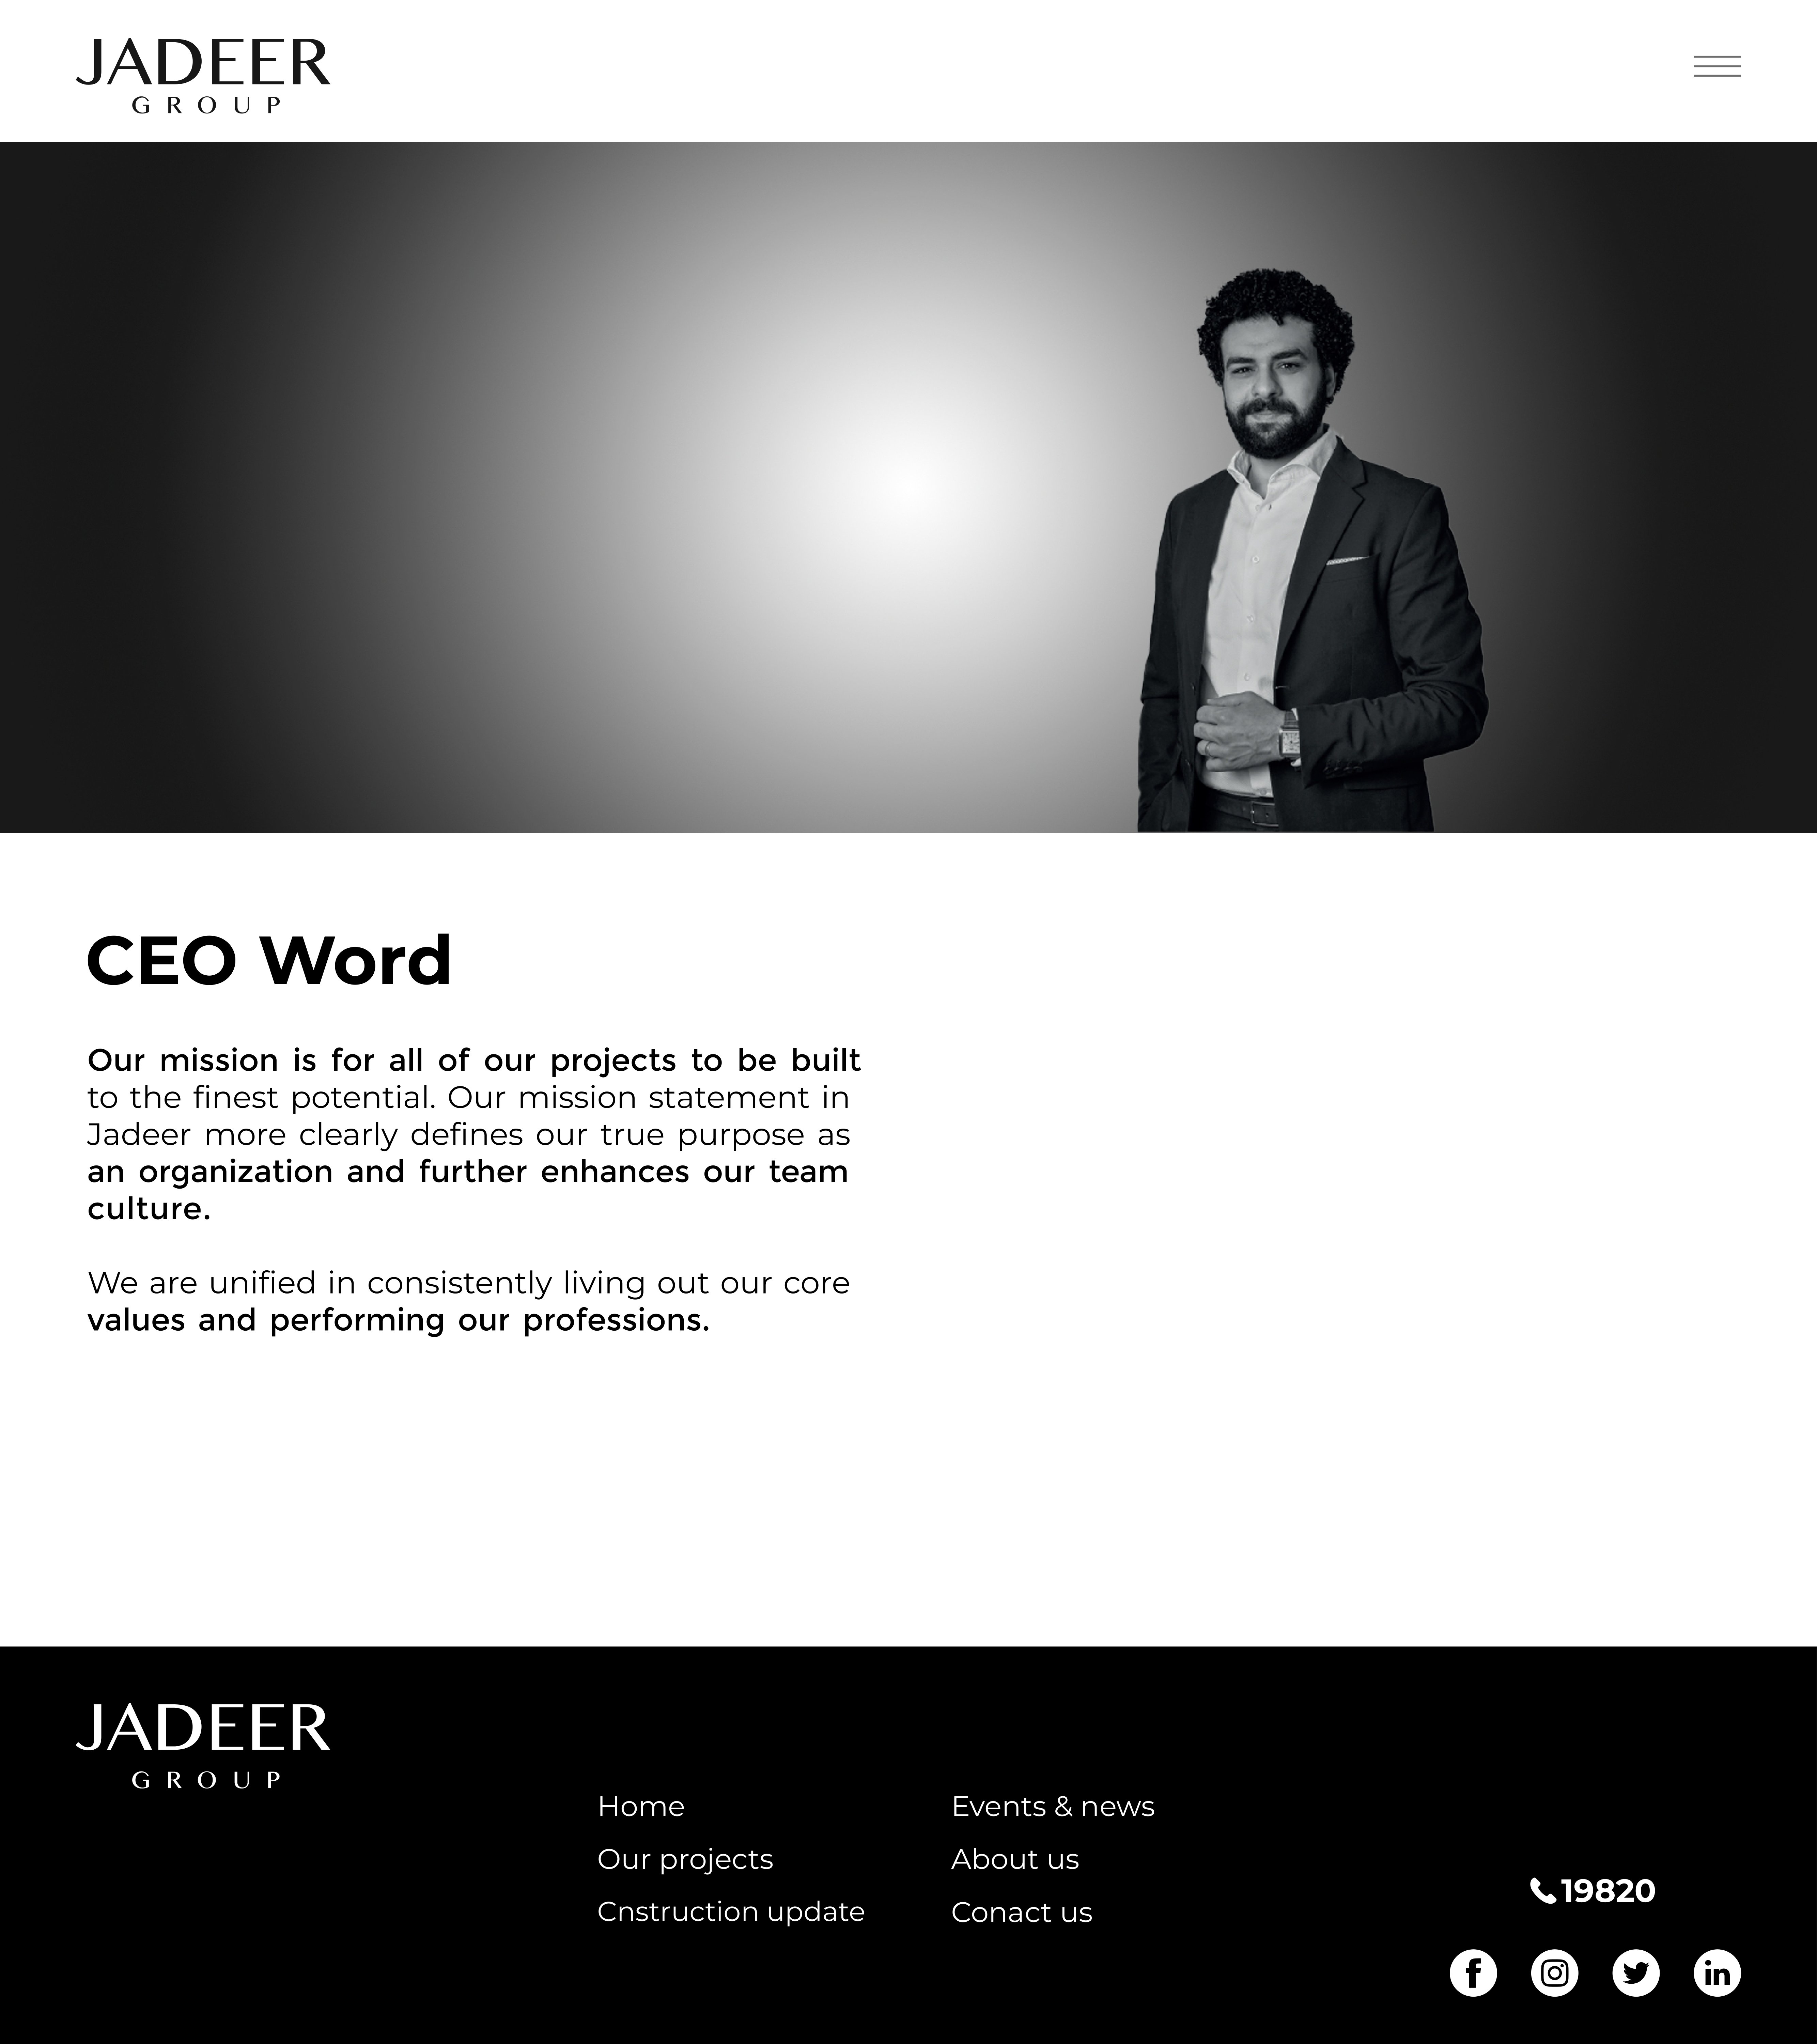 JADEER
GROUP
CEO Word
Our mission is for all of our projects to be built
to the finest potential. Our mission statement in
Jadeer more clearly defines our true purpose as
an organization and further enhances our team
culture.
We are unified in consistently living out our core
values and performing our professions.
JADEER
GROUP
Home
Our projects
Cnstruction update
Events & news
About us
Conact us
19820